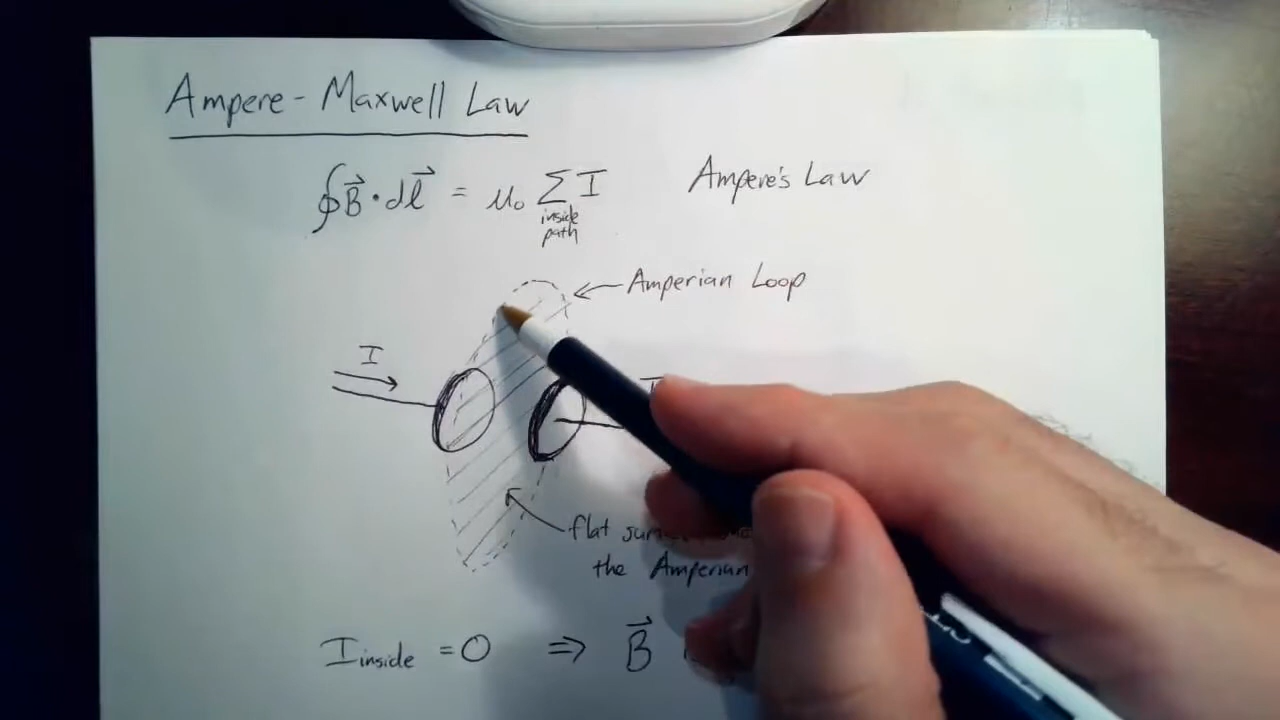 Ampere-Maxwell Law
∮B⃗·dℓ⃗ = μ₀ ∑ I Ampere's Law
inside
path
Amperian Loop
I
flat
the Amperian
Iinside = 0 ⇒ B⃗